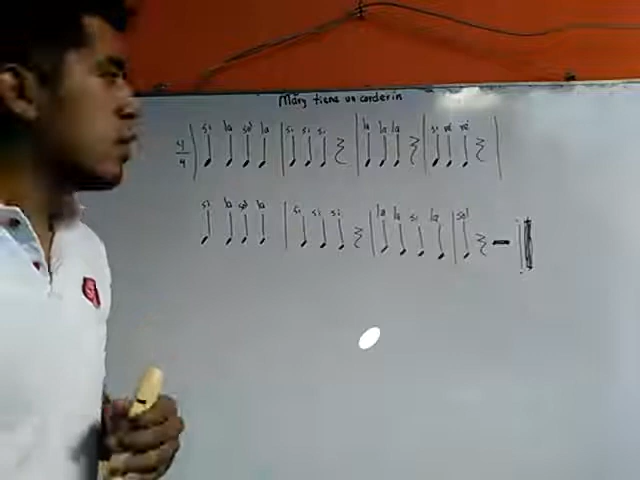 Mary tiene un corderin
4/4 si la sol la si si si la la la si re re
si la sol la si si si la la si la sol